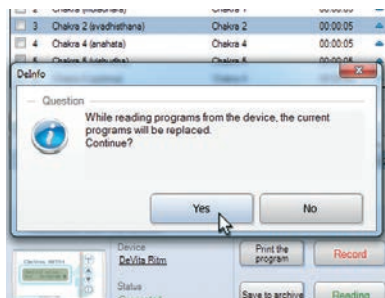 3 Chakra 2 (svadhisthana) Chakra 2 00:00:05
4 Chakra 4 (anahata) Chakra 4 00:00:05
DeInfo
Question
While reading programs from the device, the current
programs will be replaced.
Continue?
Yes No
Device
DeVita Ritm
Print the
program
Record
Status
Save to archive
Reading